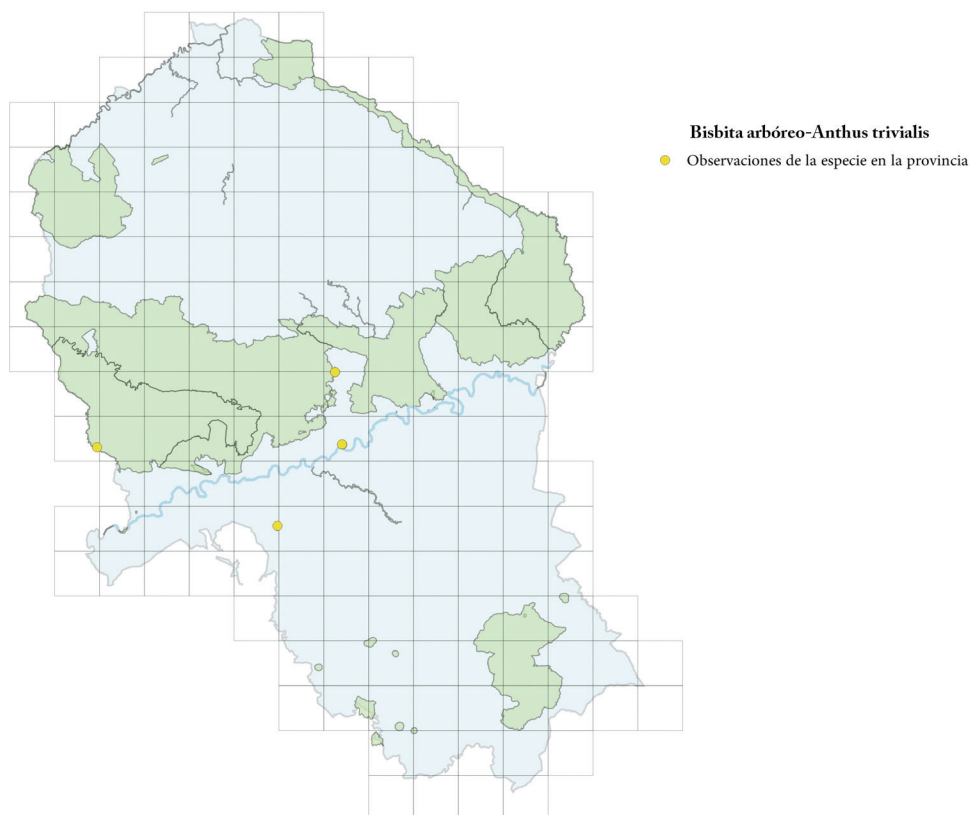 Bisbita arbóreo-Anthus trivialis
Observaciones de la especie en la provincia